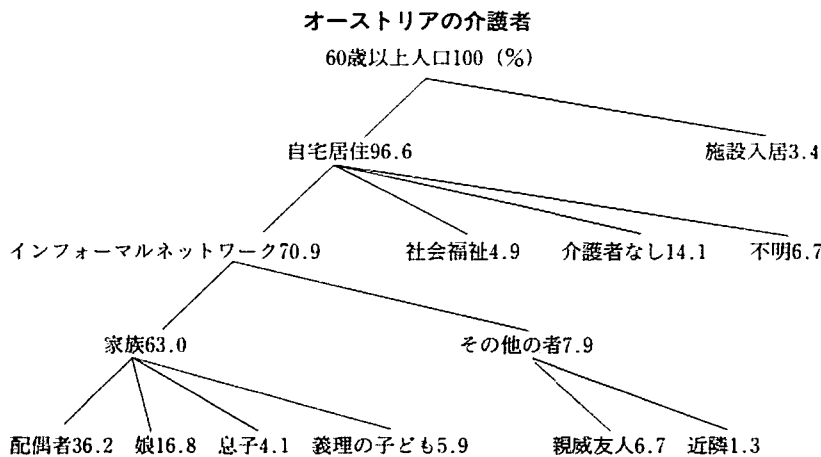 オーストリアの介護者
60歳以上人口100（％）
自宅居住96.6 施設入居3.4
インフォーマルネットワーク70.9 社会福祉4.9 介護者なし14.1 不明6.7
家族63.0 その他の者7.9
配偶者36.2 娘16.8 息子4.1 義理の子ども5.9 親威友人6.7 近隣1.3